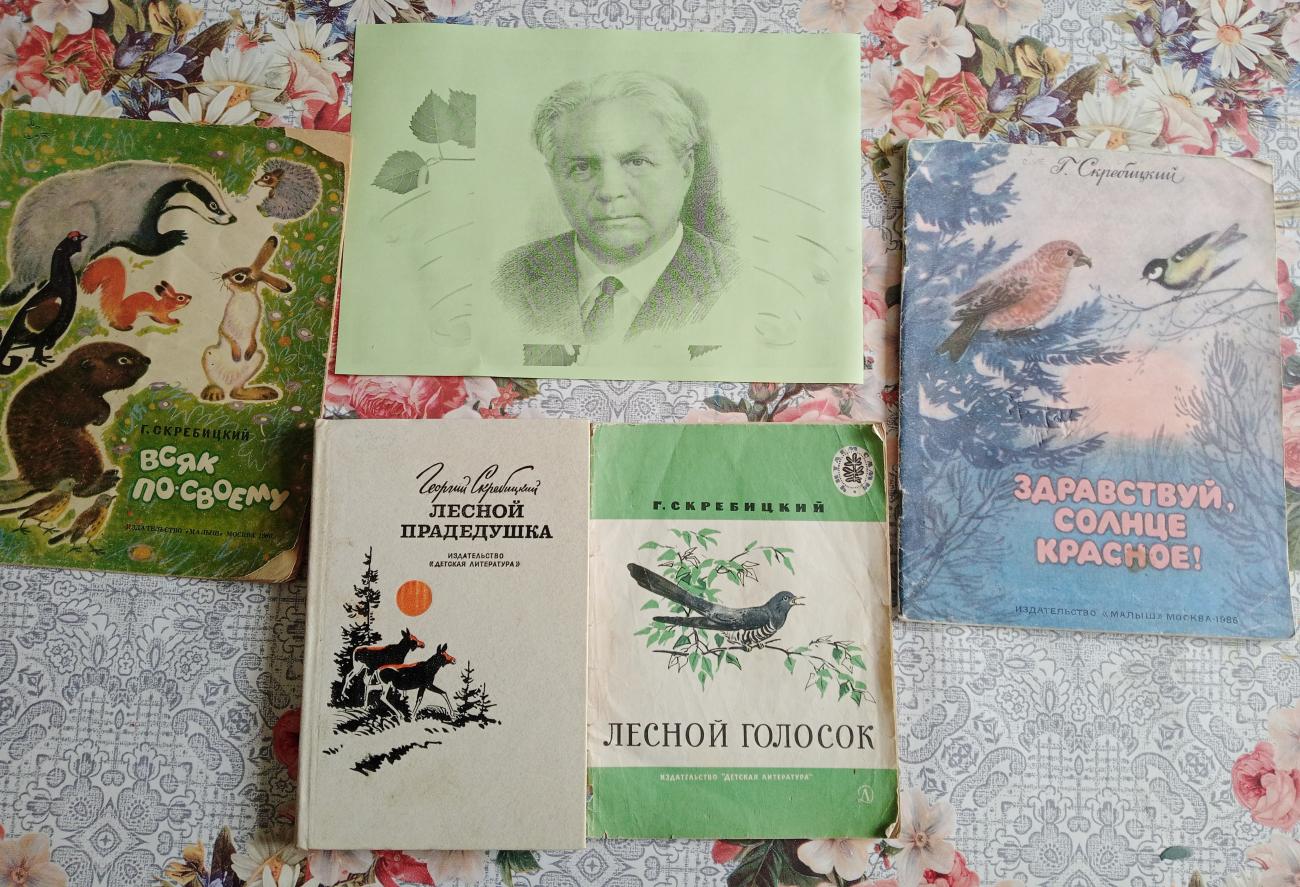 Г. СКРЕБИЦКИЙ
ВСЯК
ПО-СВОЕМУ
Георгий Скребицкий
ЛЕСНОЙ
ПРАДЕДУШКА
ИЗДАТЕЛЬСТВО
«ДЕТСКАЯ ЛИТЕРАТУРА»
Г. СКРЕБИЦКИЙ
ЛЕСНОЙ ГОЛОСОК
ИЗДАТЕЛЬСТВО "ДЕТСКАЯ ЛИТЕРАТУРА"
Г. Скребицкий
ЗДРАВСТВУЙ,
СОЛНЦЕ
КРАСНОЕ!
ИЗДАТЕЛЬСТВО «МАЛЫШ» МОСКВА·1985
ИЗДАТЕЛЬСТВО «МАЛЫШ» МОСКВА